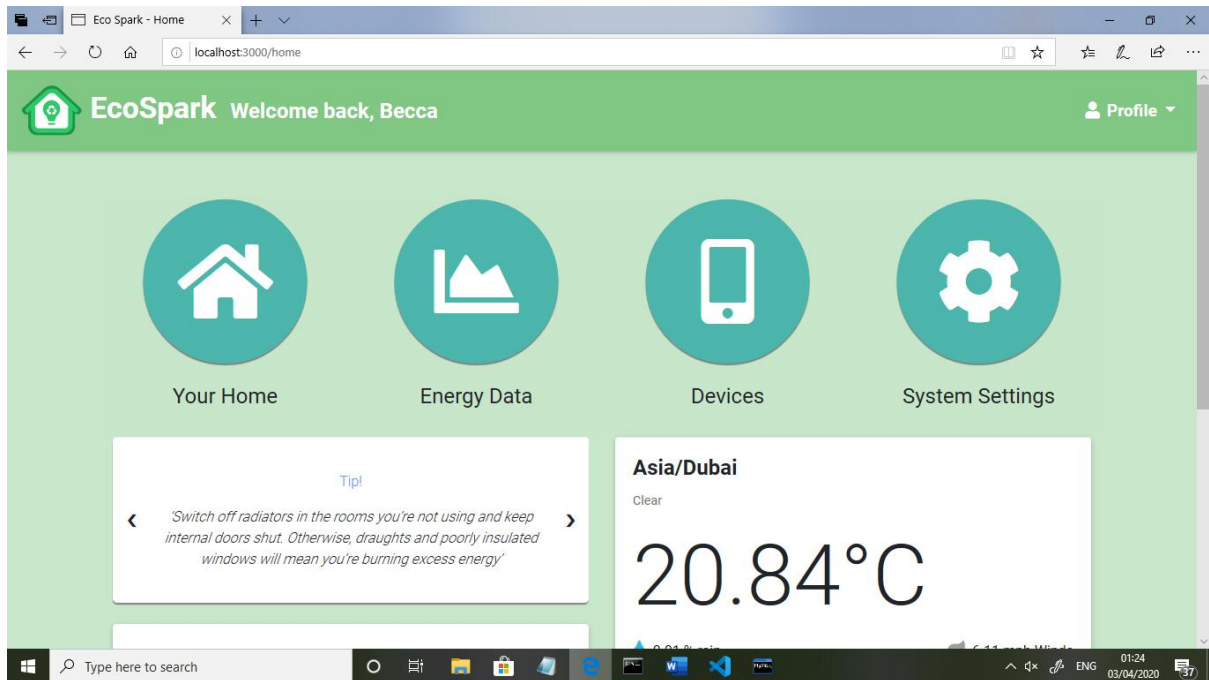 Eco Spark - Home
localhost:3000/home
EcoSpark Welcome back, Becca
Profile
Your Home
Energy Data
Devices
System Settings
Tip!
'Switch off radiators in the rooms you're not using and keep
internal doors shut. Otherwise, draughts and poorly insulated
windows will mean you're burning excess energy'
Asia/Dubai
Clear
20.84°C
Type here to search
ENG
01:24
03/04/2020
37